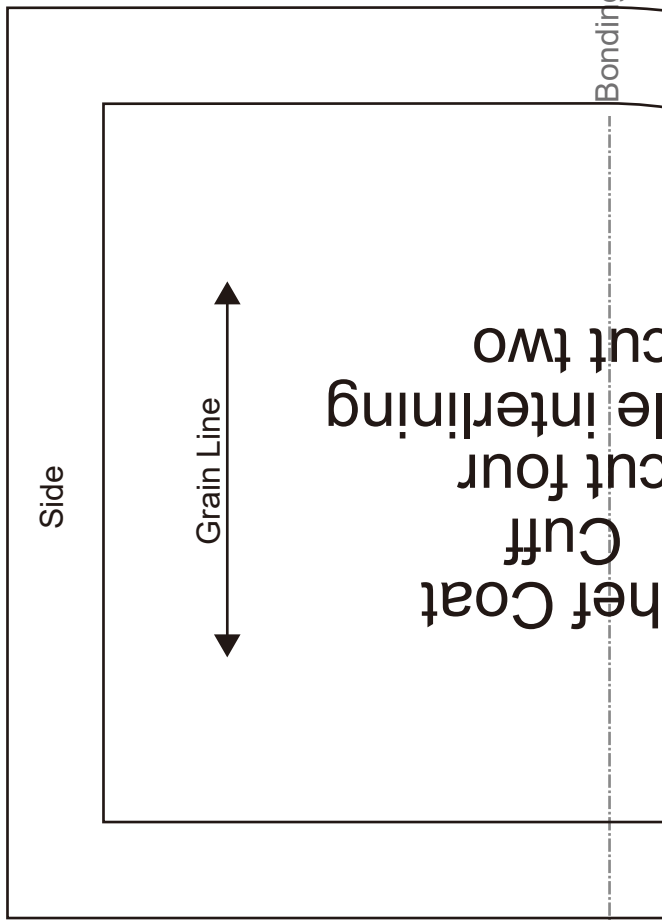 hef Coat
Cuff
cut four
le interlining
cut two
Grain Line
Side
Bonding